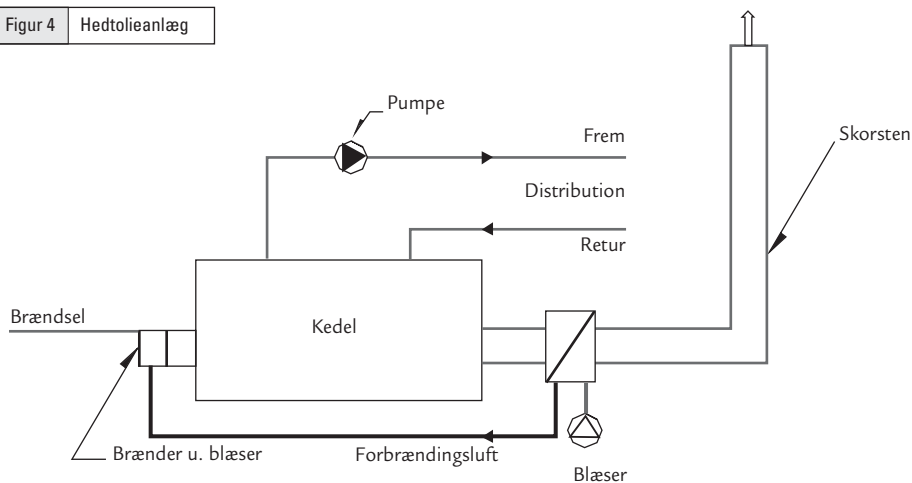 Figur 4 Hedtolieanlæg
Pumpe
Frem
Skorsten
Distribution
Retur
Brændsel
Kedel
Brænder u. blæser
Forbrændingsluft
Blæser